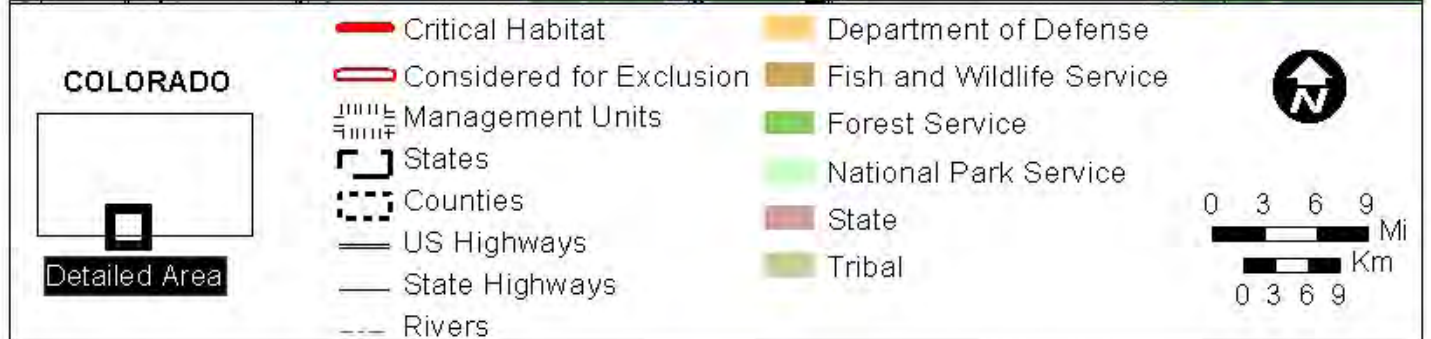 COLORADO
Detailed Area
Critical Habitat
Considered for Exclusion
Management Units
States
Counties
US Highways
State Highways
Rivers
Department of Defense
Fish and Wildlife Service
Forest Service
National Park Service
State
Tribal
N
0 3 6 9
Mi
Km
0 3 6 9